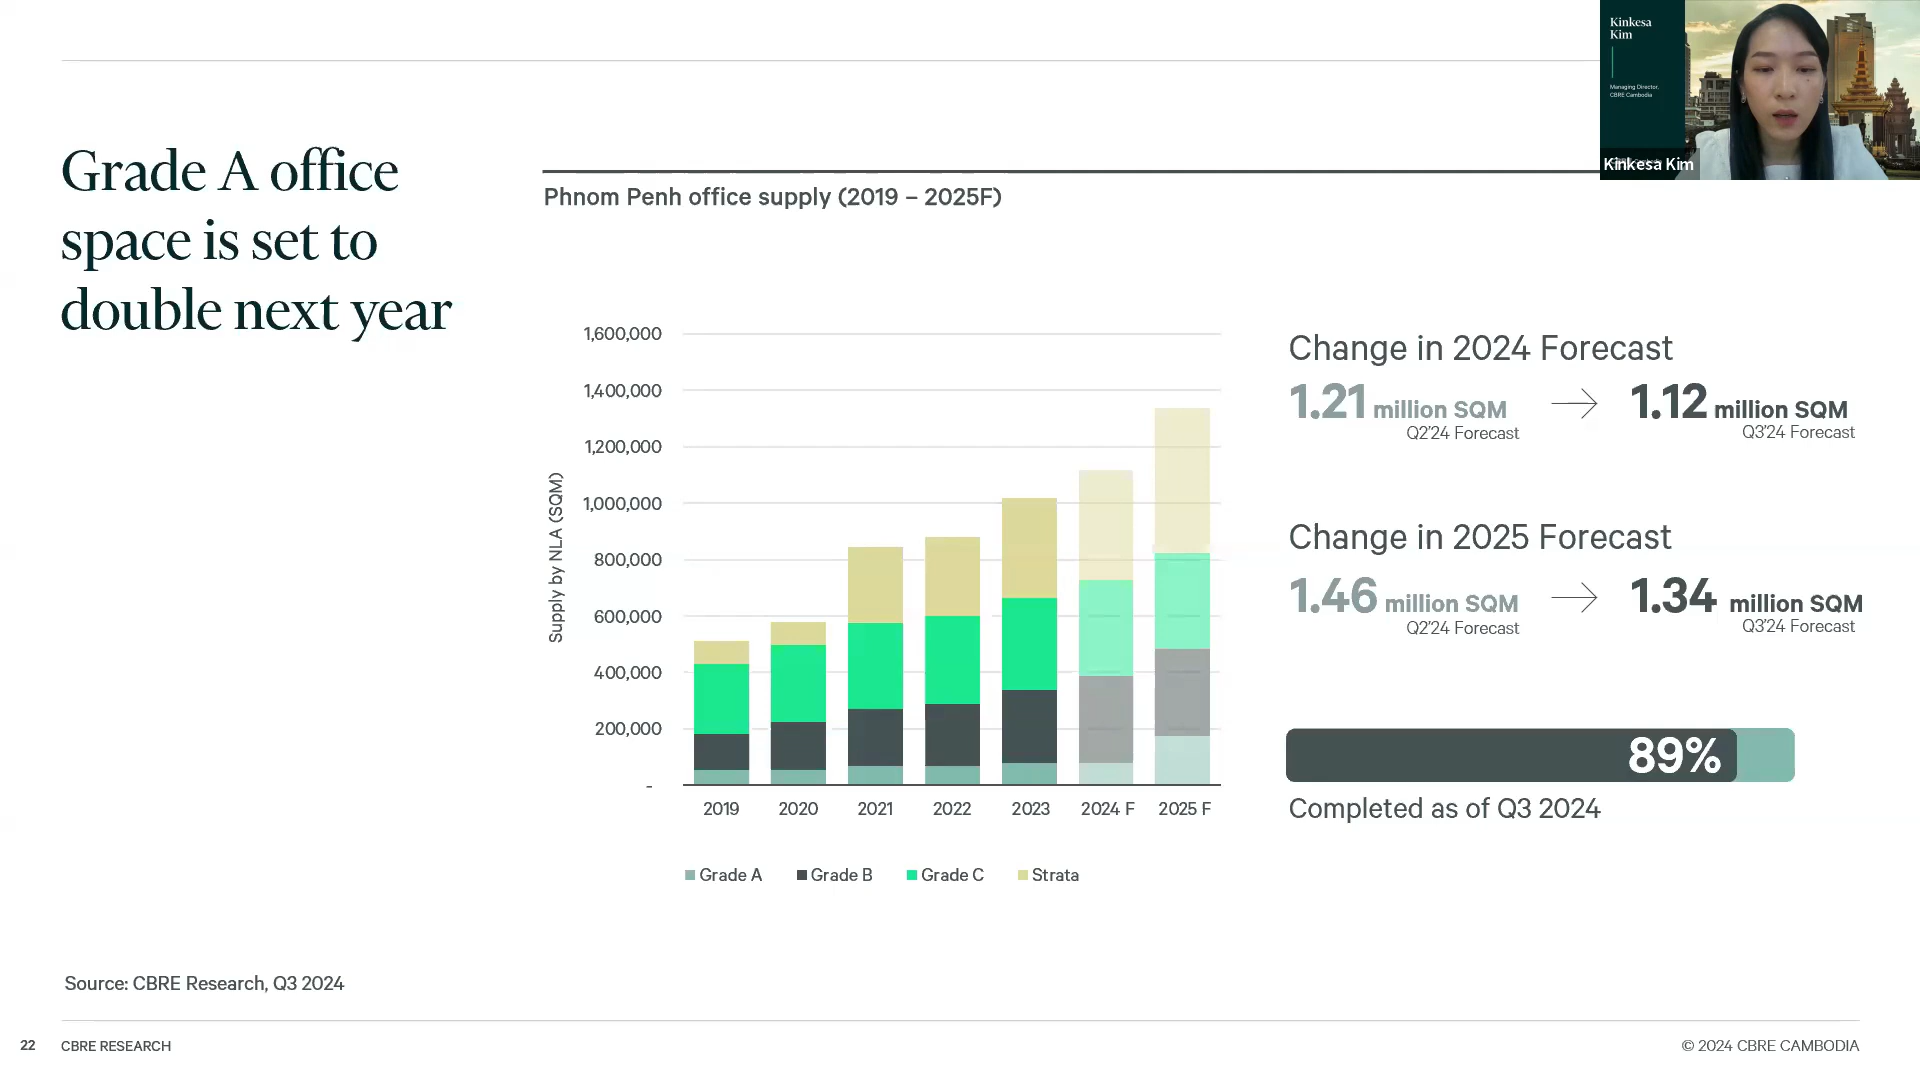 Kinkesa
Kim
Managing Director,
CBRE Cambodia
Kinkesa Kim
Grade A office
space is set to
double next year
Phnom Penh office supply (2019 – 2025F)
Supply by NLA (SQM)
1,600,000
1,400,000
1,200,000
1,000,000
800,000
600,000
400,000
200,000
-
2019 2020 2021 2022 2023 2024 F 2025 F
Grade A Grade B Grade C Strata
Change in 2024 Forecast
1.21 million SQM → 1.12 million SQM
Q2'24 Forecast Q3'24 Forecast
Change in 2025 Forecast
1.46 million SQM → 1.34 million SQM
Q2'24 Forecast Q3'24 Forecast
89%
Completed as of Q3 2024
Source: CBRE Research, Q3 2024
22 CBRE RESEARCH © 2024 CBRE CAMBODIA